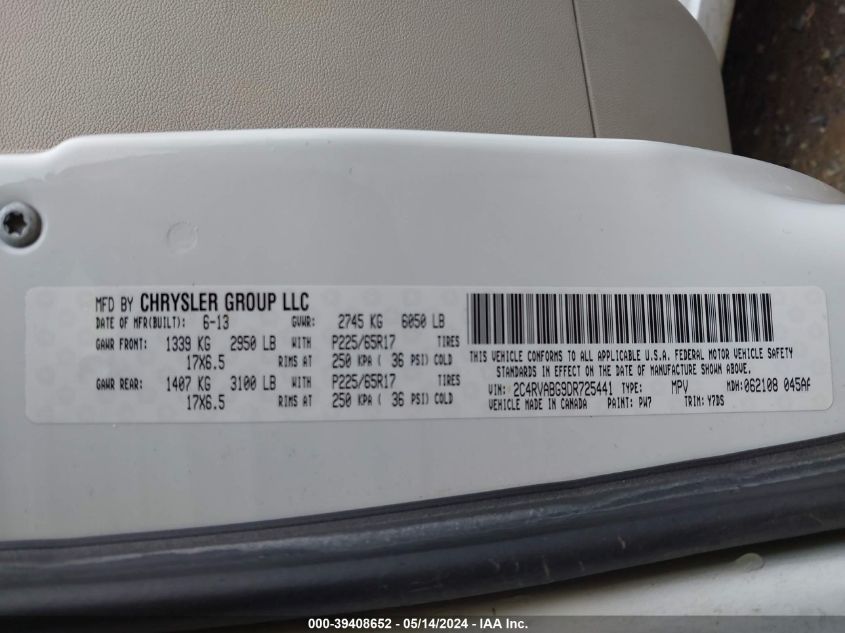 MFD BY CHRYSLER GROUP LLC
DATE OF MFR(BUILT): 6-13 GVWR: 2745 KG 6050 LB
GAWR FRONT: 1339 KG 2950 LB WITH P225/65R17 TIRES
17X6.5 RIMS AT 250 KPA ( 36 PSI) COLD
GAWR REAR: 1407 KG 3100 LB WITH P225/65R17 TIRES
17X6.5 RIMS AT 250 KPA ( 36 PSI) COLD
THIS VEHICLE CONFORMS TO ALL APPLICABLE U.S.A. FEDERAL MOTOR VEHICLE SAFETY
STANDARDS IN EFFECT ON THE DATE OF MANUFACTURE SHOWN ABOVE.
VIN: 2C4RVABG9DR725441 TYPE: MPV MDH: 062108 045AF
VEHICLE MADE IN CANADA PAINT: PW7 TRIM: Y7DS
000-39408652 - 05/14/2024 - IAA Inc.